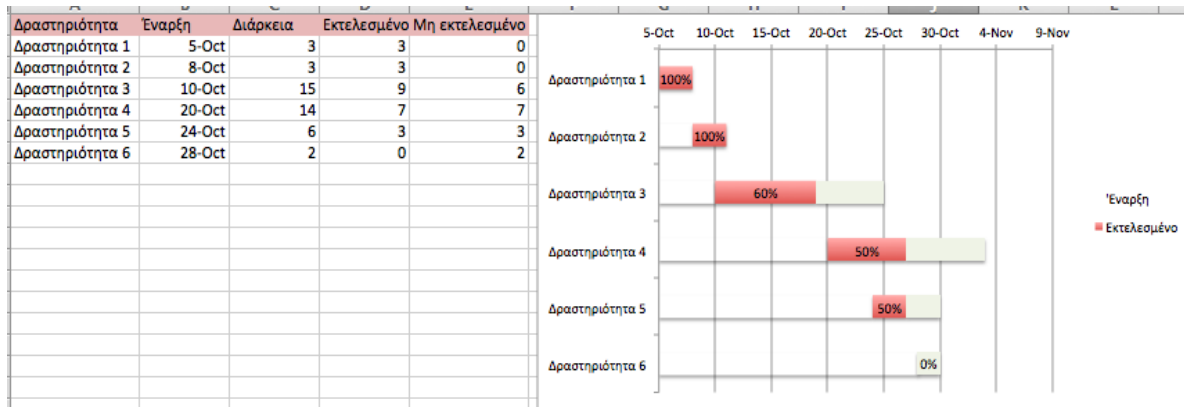 Δραστηριότητα Έναρξη Διάρκεια Εκτελεσμένο Μη εκτελεσμένο
Δραστηριότητα 1 5-Oct 3 3 0
Δραστηριότητα 2 8-Oct 3 3 0
Δραστηριότητα 3 10-Oct 15 9 6
Δραστηριότητα 4 20-Oct 14 7 7
Δραστηριότητα 5 24-Oct 6 3 3
Δραστηριότητα 6 28-Oct 2 0 2
5-Oct 10-Oct 15-Oct 20-Oct 25-Oct 30-Oct 4-Nov 9-Nov
Δραστηριότητα 1 100%
Δραστηριότητα 2 100%
Δραστηριότητα 3 60%
Δραστηριότητα 4 50%
Δραστηριότητα 5 50%
Δραστηριότητα 6 0%
Έναρξη
Εκτελεσμένο